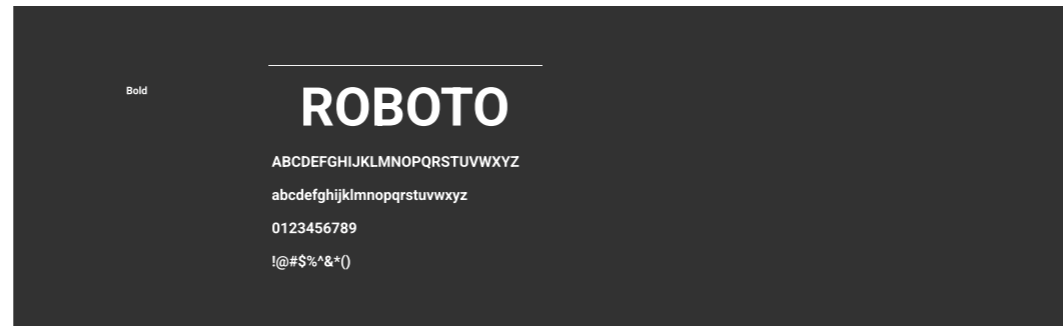 Bold
ROBOTO
ABCDEFGHIJKLMNOPQRSTUVWXYZ
abcdefghijklmnopqrstuvwxyz
0123456789
!@#$%^&*()